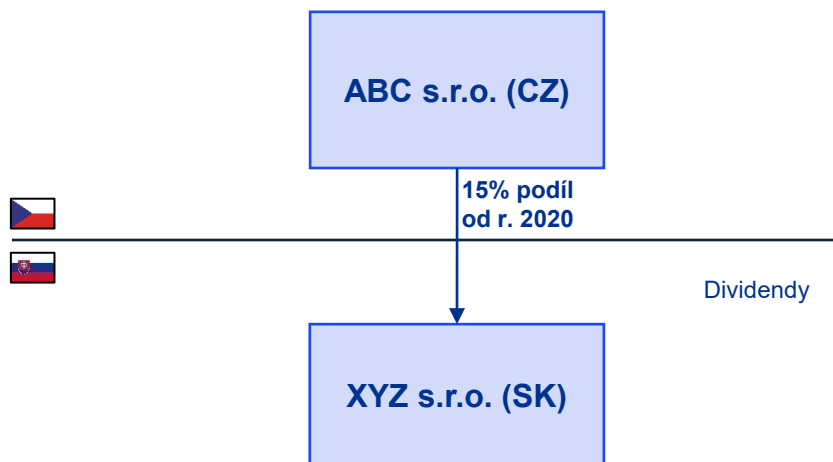 ABC s.r.o. (CZ)
15% podíl
od r. 2020
Dividendy
XYZ s.r.o. (SK)